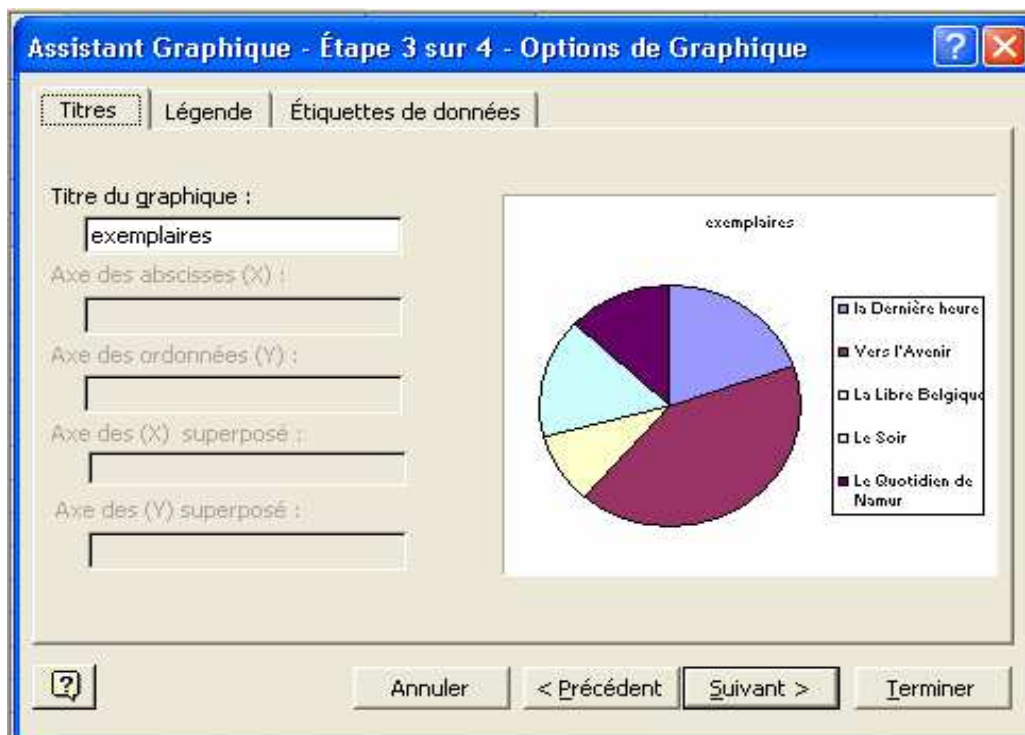 Assistant Graphique - Étape 3 sur 4 - Options de Graphique
Titres
Légende
Étiquettes de données
Titre du graphique :
exemplaires
Axe des abscisses (X) :
Axe des ordonnées (Y) :
Axe des (X) superposé :
Axe des (Y) superposé :
exemplaires
la Dernière heure
Vers l'Avenir
La Libre Belgique
Le Soir
Le Quotidien de
Namur
Annuler
< Précédent
Suivant >
Terminer